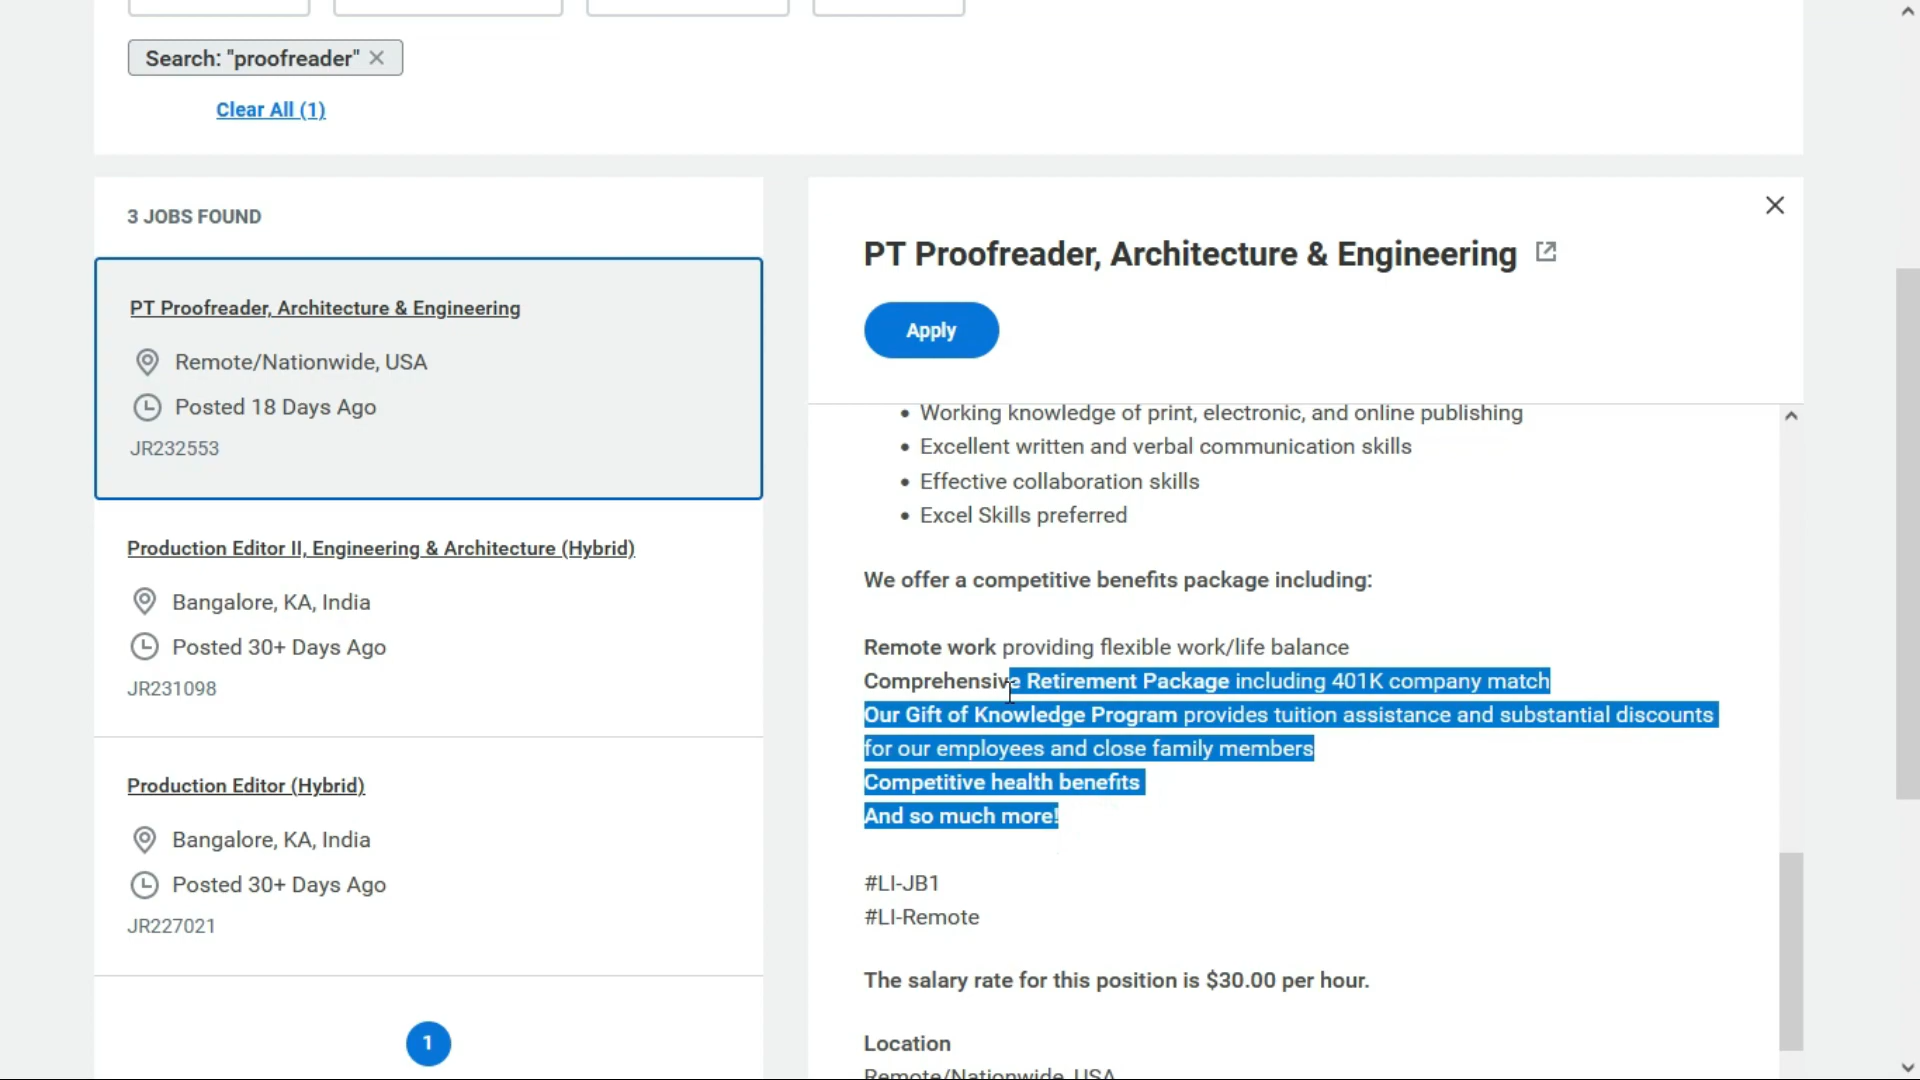 Search: "proofreader"
Clear All (1)
3 JOBS FOUND
PT Proofreader, Architecture & Engineering
Remote/Nationwide, USA
Posted 18 Days Ago
JR232553
Production Editor II, Engineering & Architecture (Hybrid)
Bangalore, KA, India
Posted 30+ Days Ago
JR231098
Production Editor (Hybrid)
Bangalore, KA, India
Posted 30+ Days Ago
JR227021
1
PT Proofreader, Architecture & Engineering
Apply
• Working knowledge of print, electronic, and online publishing
• Excellent written and verbal communication skills
• Effective collaboration skills
• Excel Skills preferred
We offer a competitive benefits package including:
Remote work providing flexible work/life balance
Comprehensive Retirement Package including 401K company match
Our Gift of Knowledge Program provides tuition assistance and substantial discounts
for our employees and close family members
Competitive health benefits
And so much more!
#LI-JB1
#LI-Remote
The salary rate for this position is $30.00 per hour.
Location
Remote/Nationwide, USA